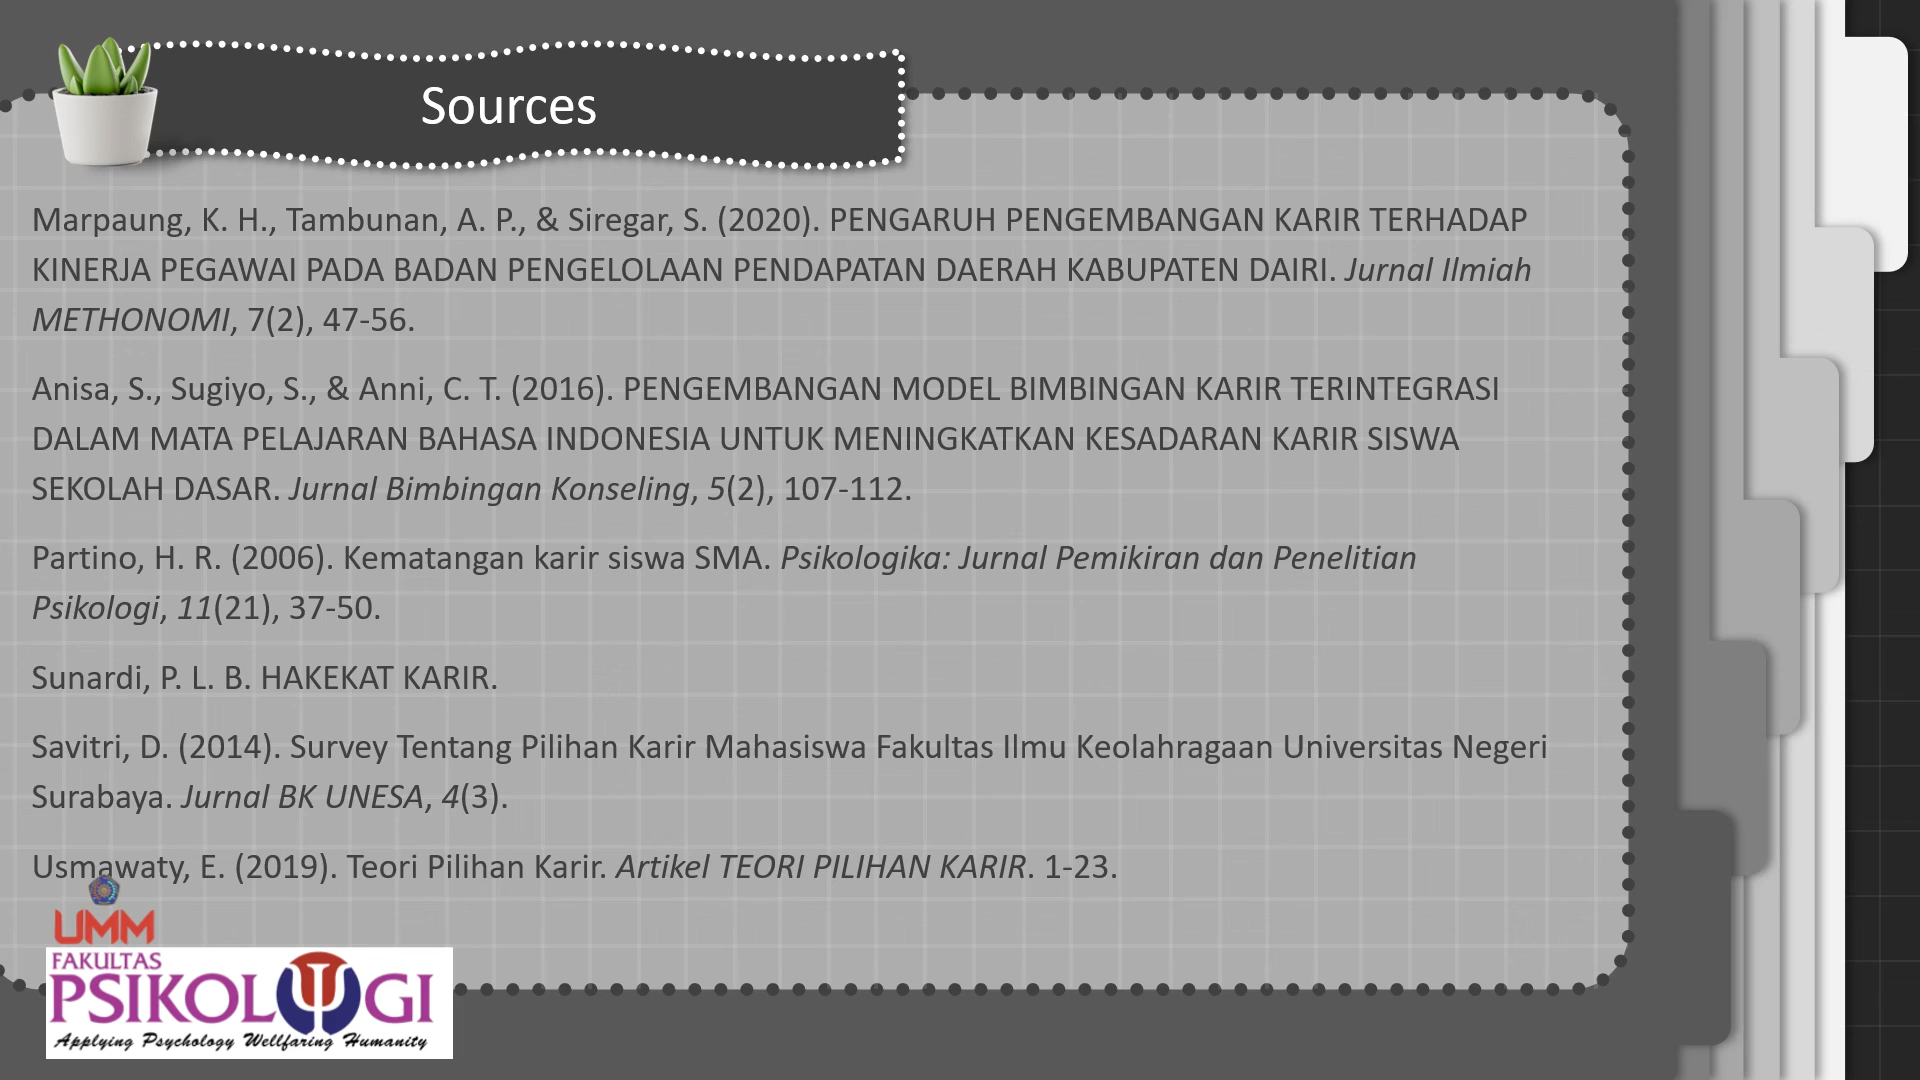 Sources
Marpaung, K. H., Tambunan, A. P., & Siregar, S. (2020). PENGARUH PENGEMBANGAN KARIR TERHADAP
KINERJA PEGAWAI PADA BADAN PENGELOLAAN PENDAPATAN DAERAH KABUPATEN DAIRI. Jurnal Ilmiah
METHONOMI, 7(2), 47-56.
Anisa, S., Sugiyo, S., & Anni, C. T. (2016). PENGEMBANGAN MODEL BIMBINGAN KARIR TERINTEGRASI
DALAM MATA PELAJARAN BAHASA INDONESIA UNTUK MENINGKATKAN KESADARAN KARIR SISWA
SEKOLAH DASAR. Jurnal Bimbingan Konseling, 5(2), 107-112.
Partino, H. R. (2006). Kematangan karir siswa SMA. Psikologika: Jurnal Pemikiran dan Penelitian
Psikologi, 11(21), 37-50.
Sunardi, P. L. B. HAKEKAT KARIR.
Savitri, D. (2014). Survey Tentang Pilihan Karir Mahasiswa Fakultas Ilmu Keolahragaan Universitas Negeri
Surabaya. Jurnal BK UNESA, 4(3).
Usmawaty, E. (2019). Teori Pilihan Karir. Artikel TEORI PILIHAN KARIR. 1-23.
UMM
FAKULTAS
PSIKOLOGI
Applying Psychology Wellfaring Humanity